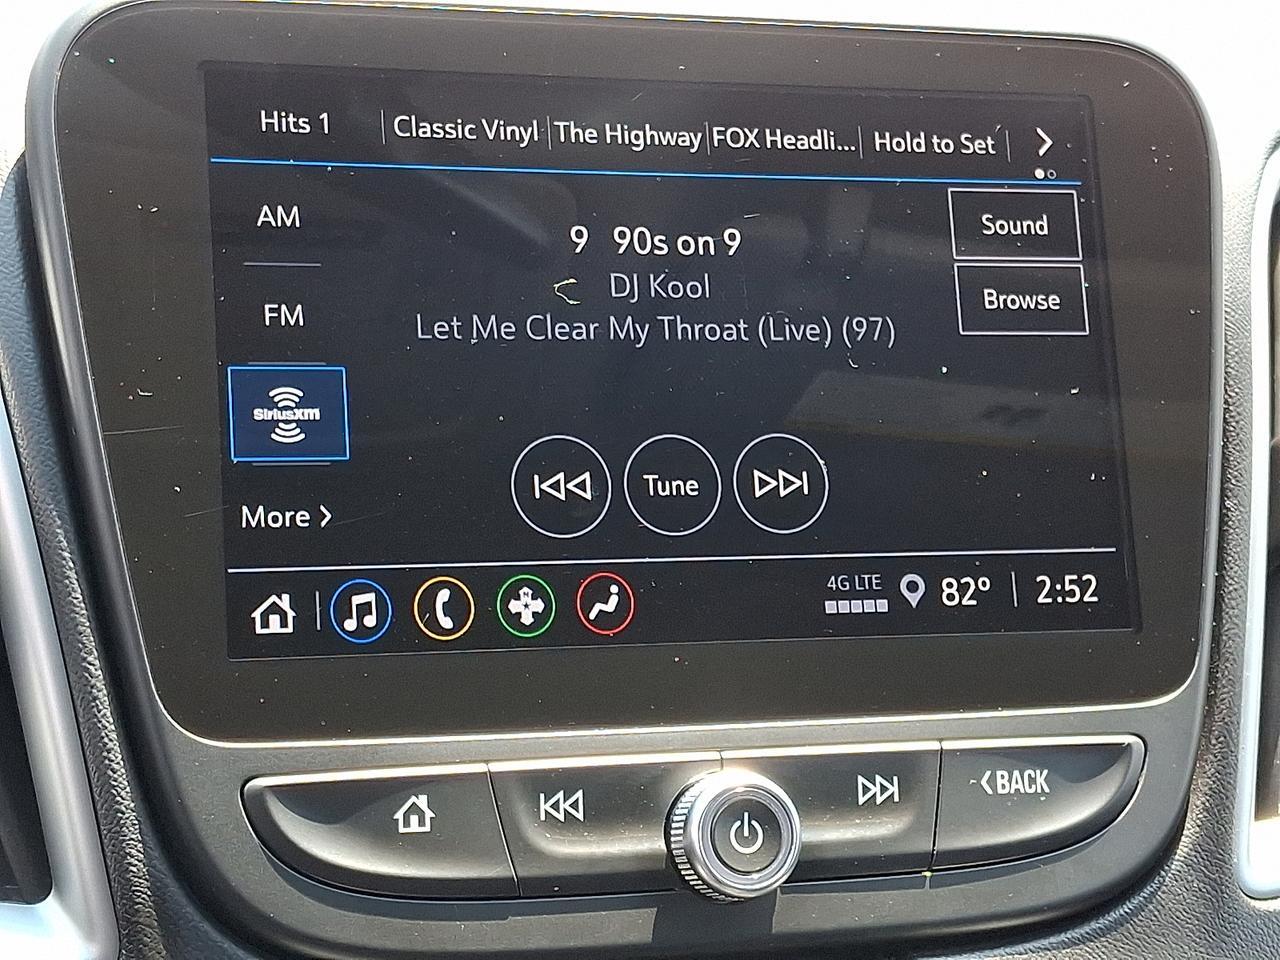 Hits 1 Classic Vinyl The Highway FOX Headli... Hold to Set
AM
9 90s on 9
Sound
DJ Kool
Browse
FM
Let Me Clear My Throat (Live) (97)
SiriusXM
Tune
More
4G LTE
82° 2:52
BACK